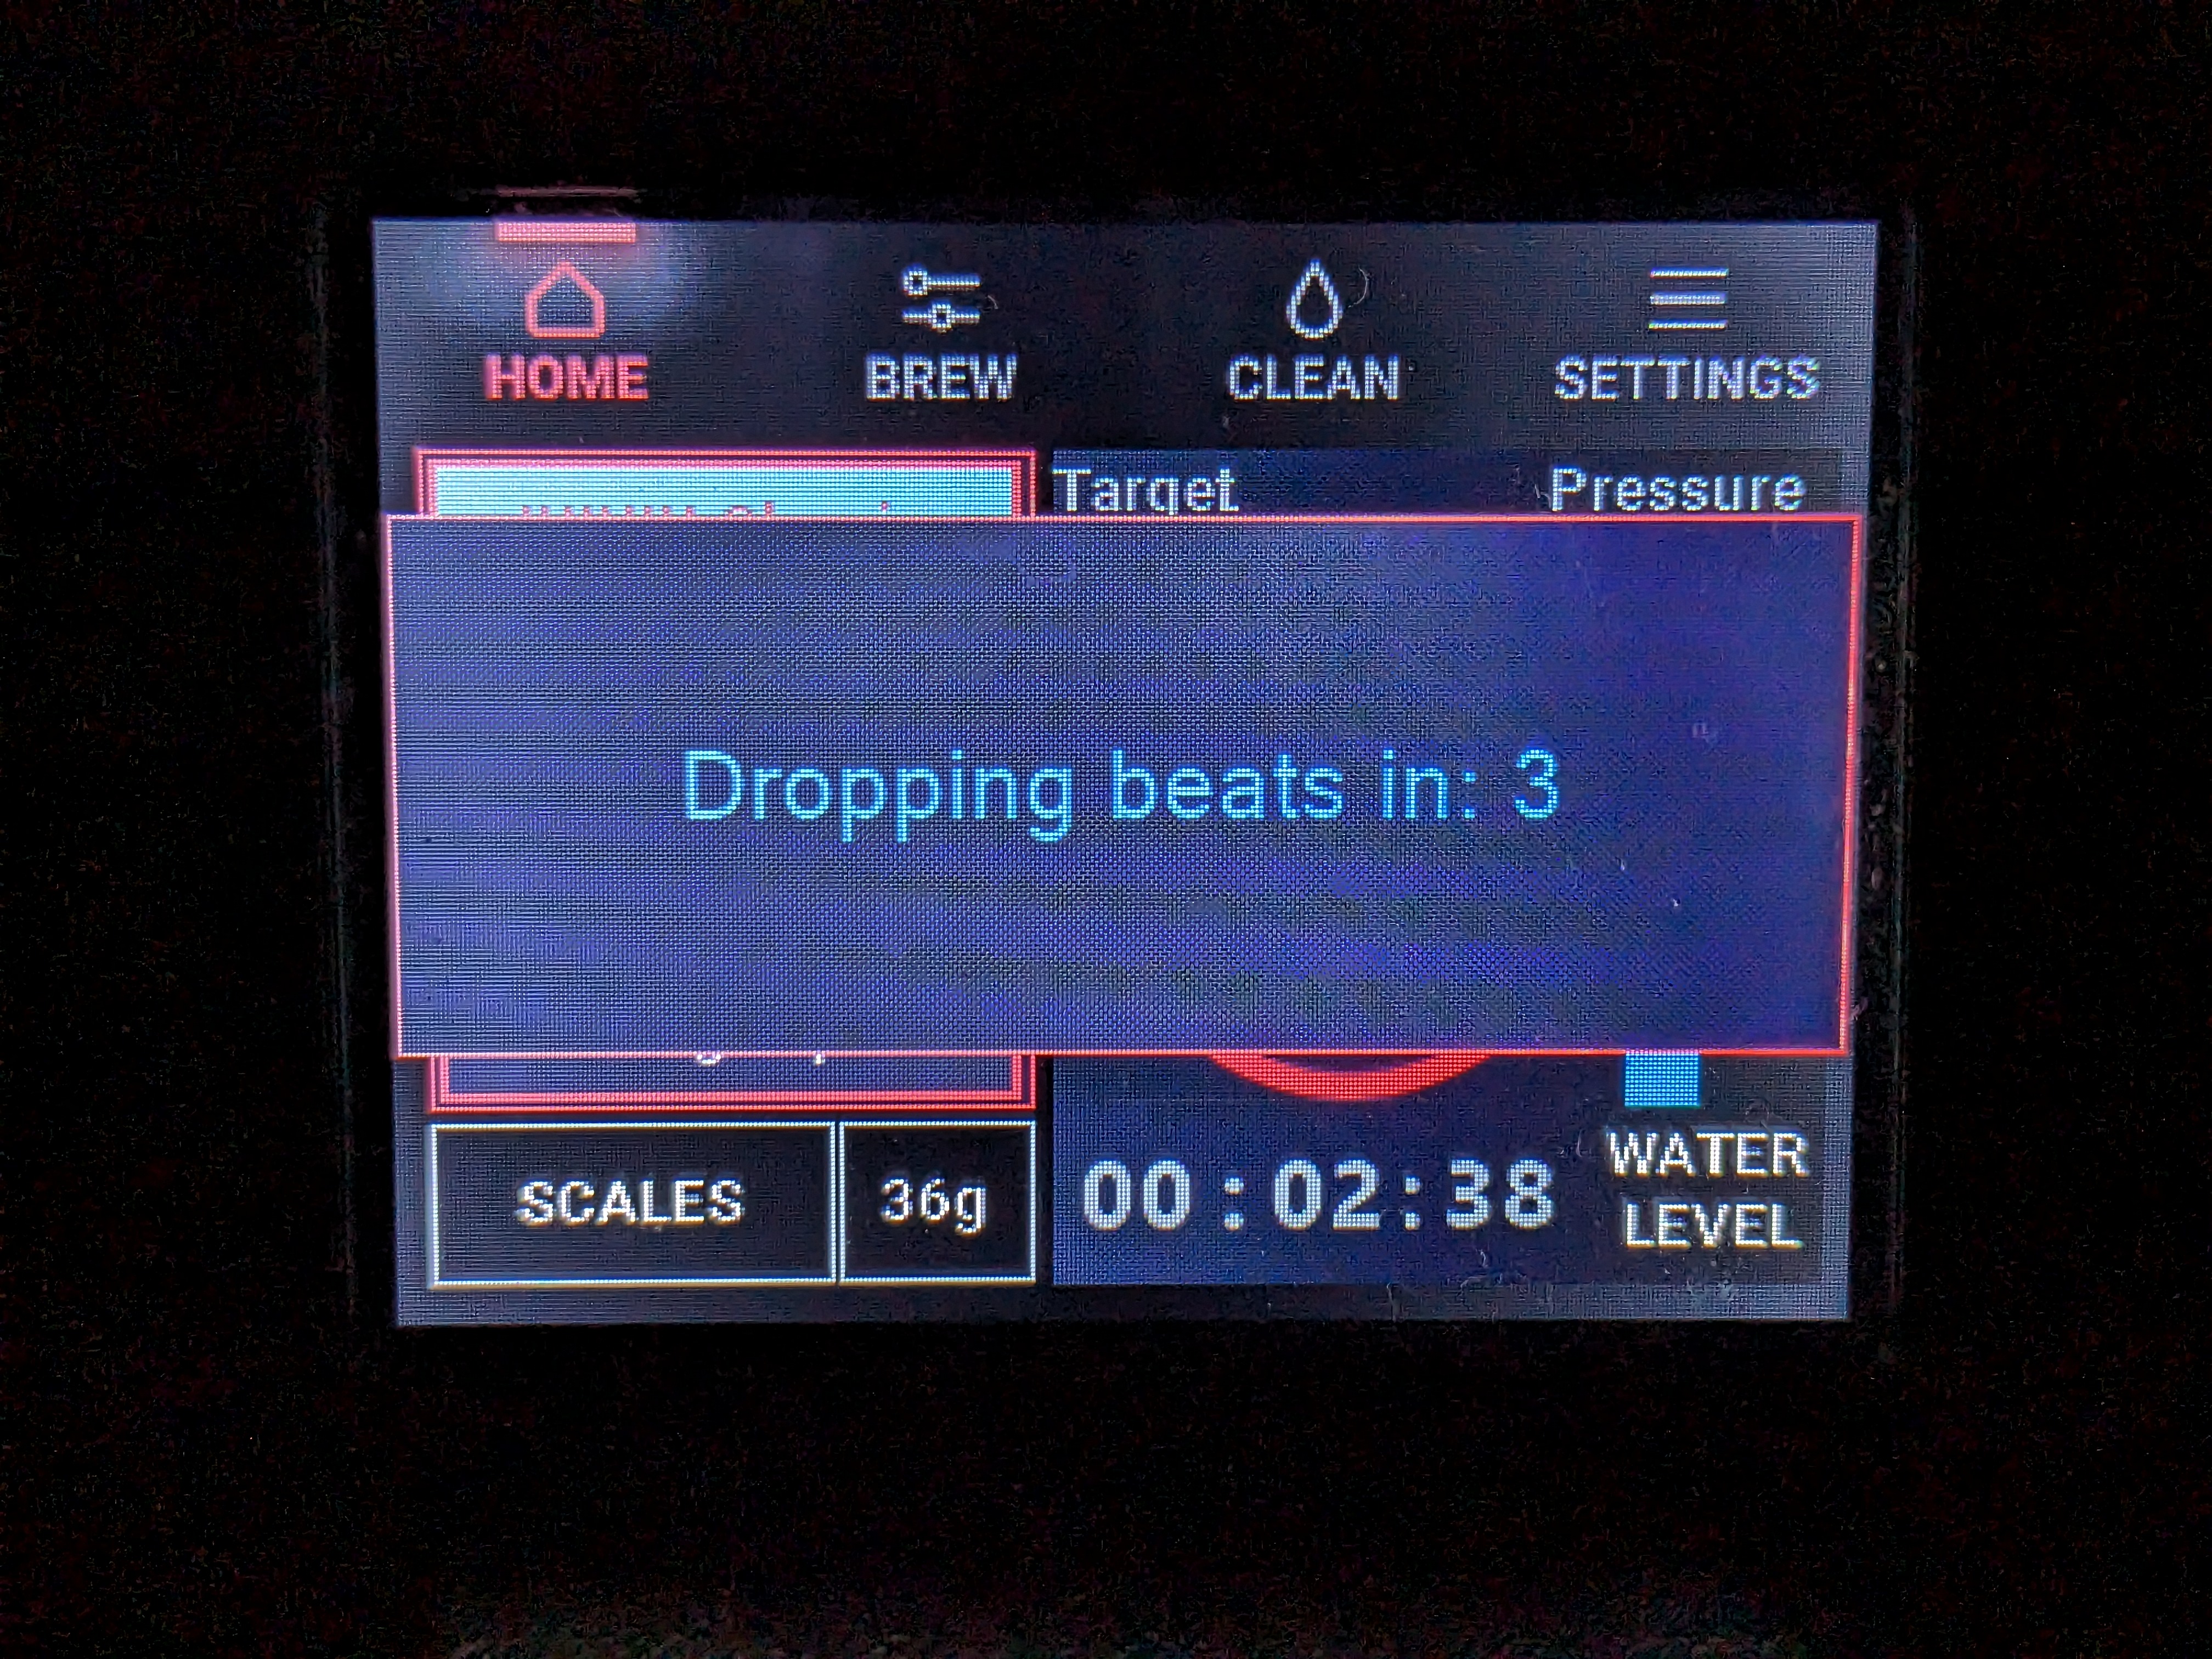 HOME BREW CLEAN SETTINGS
Target Pressure
Dropping beats in: 3
SCALES 36g 00:02:38 WATER
LEVEL